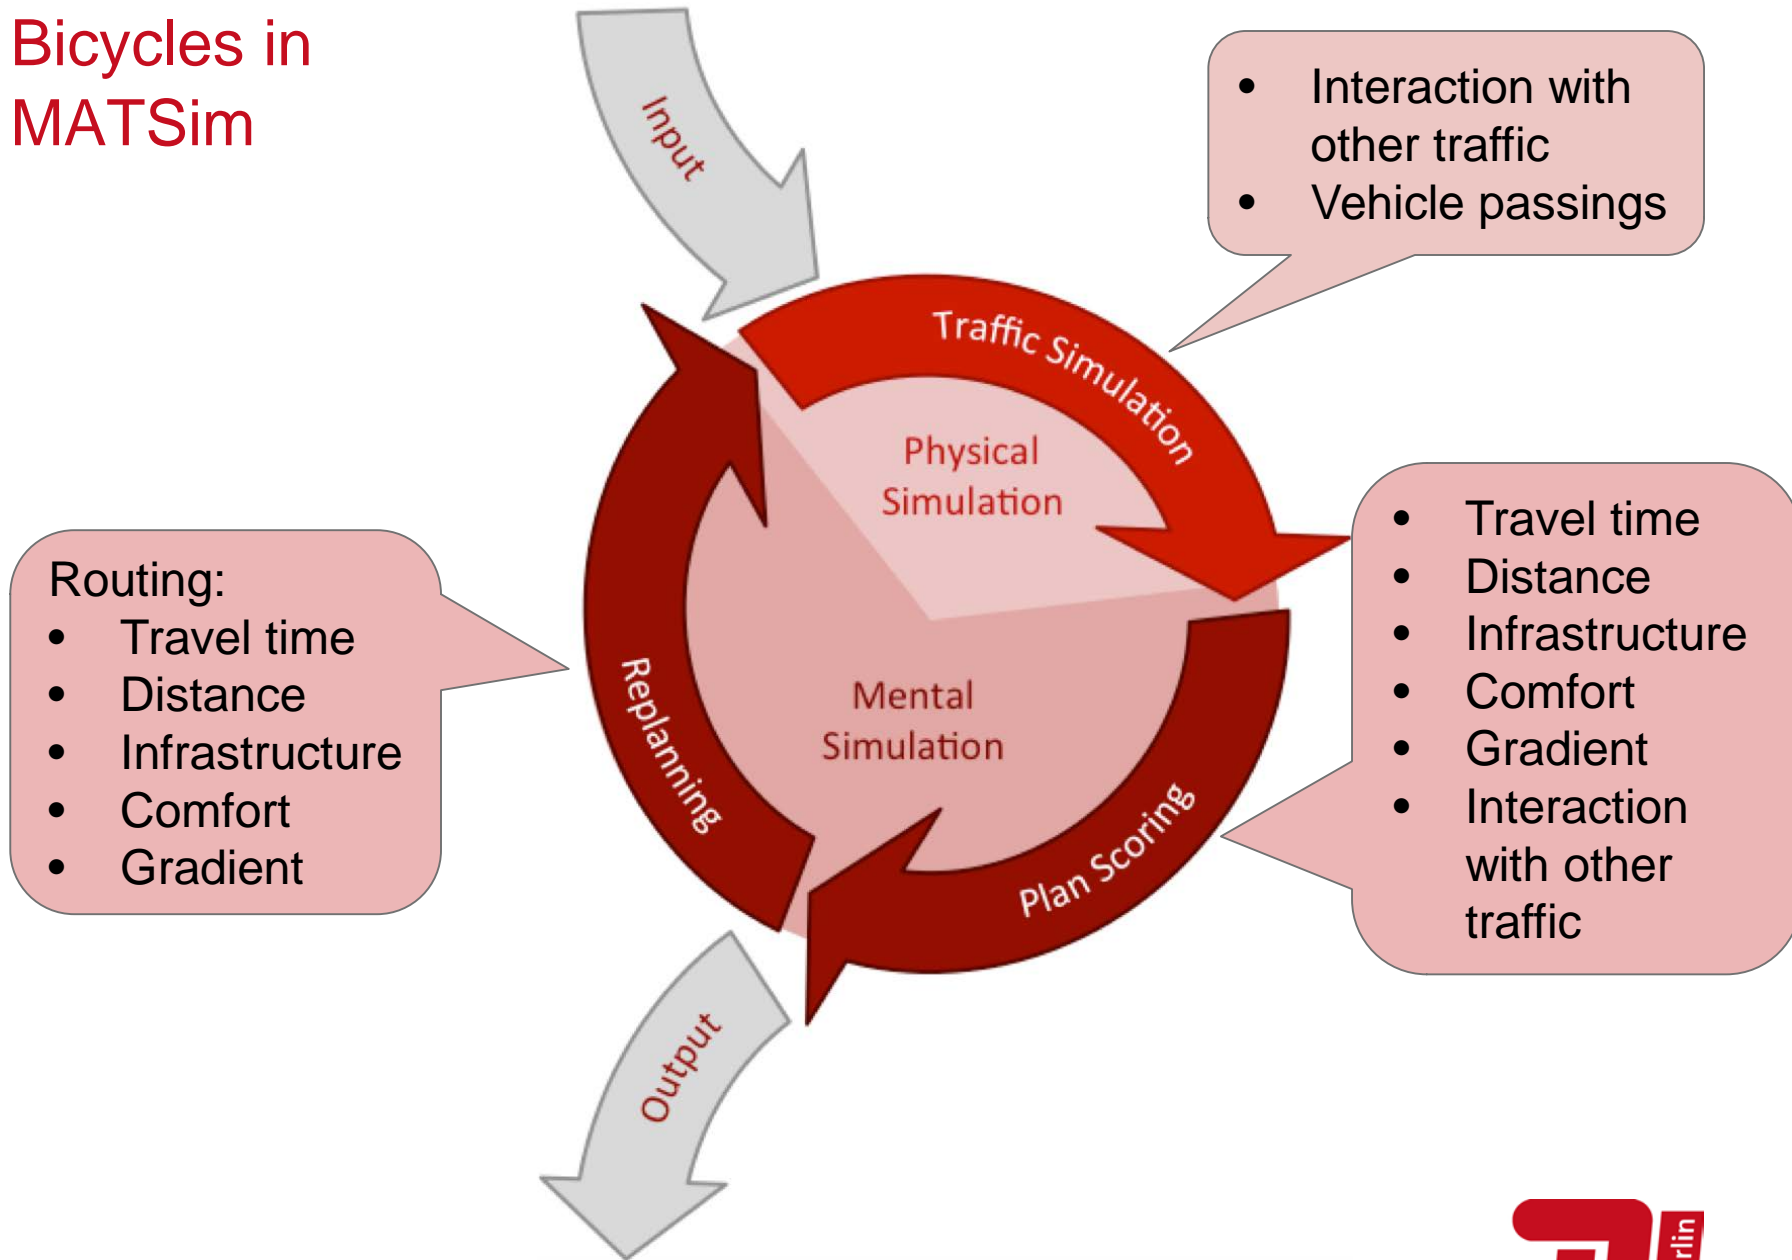 Bicycles in
MATSim
Input
• Interaction with
other traffic
• Vehicle passings
Traffic Simulation
Physical
Simulation
Routing:
• Travel time
• Distance
• Infrastructure
• Comfort
• Gradient
Replanning
Mental
Simulation
Plan Scoring
• Travel time
• Distance
• Infrastructure
• Comfort
• Gradient
• Interaction
with other
traffic
Output